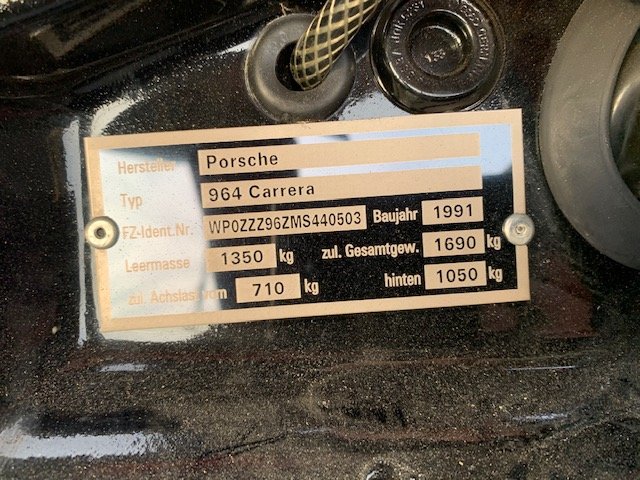 Hersteller Porsche
Typ 964 Carrera
FZ-Ident.Nr. WP0ZZZ96ZMS440503 Baujahr 1991
Leermasse 1350 kg zul. Gesamtgew. 1690 kg
zul. Achslast vorn 710 kg hinten 1050 kg